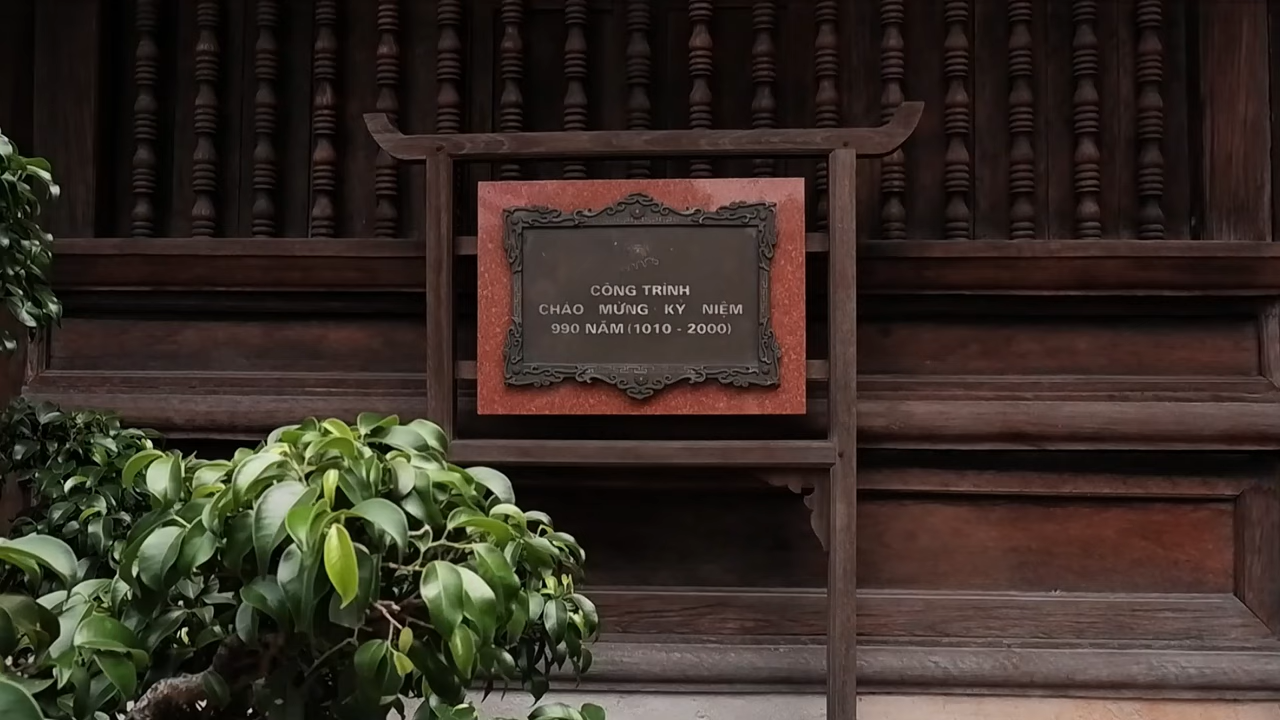 CÔNG TRÌNH
CHÀO MỪNG KỶ NIỆM
990 NĂM (1010 - 2000)